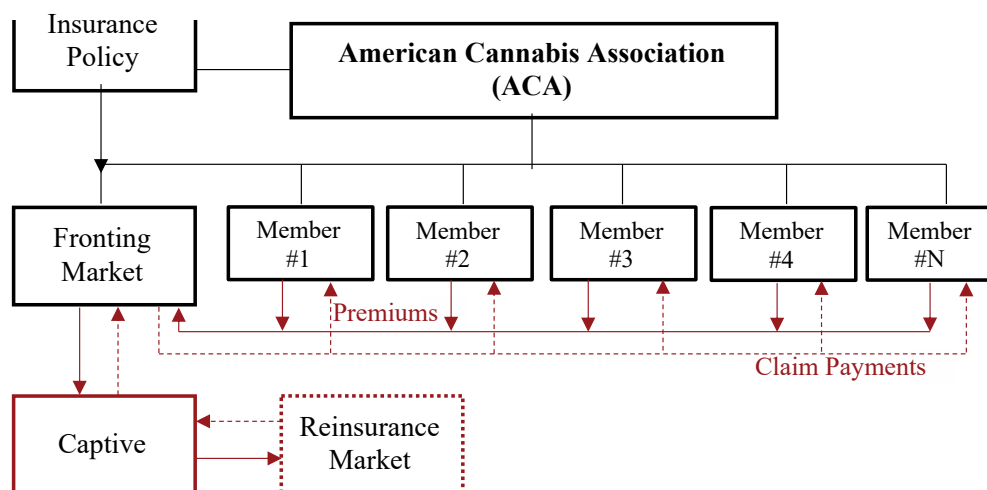 Insurance
Policy
American Cannabis Association
(ACA)
Fronting
Market
Member
#1
Member
#2
Member
#3
Member
#4
Member
#N
Premiums
Claim Payments
Captive
Reinsurance
Market